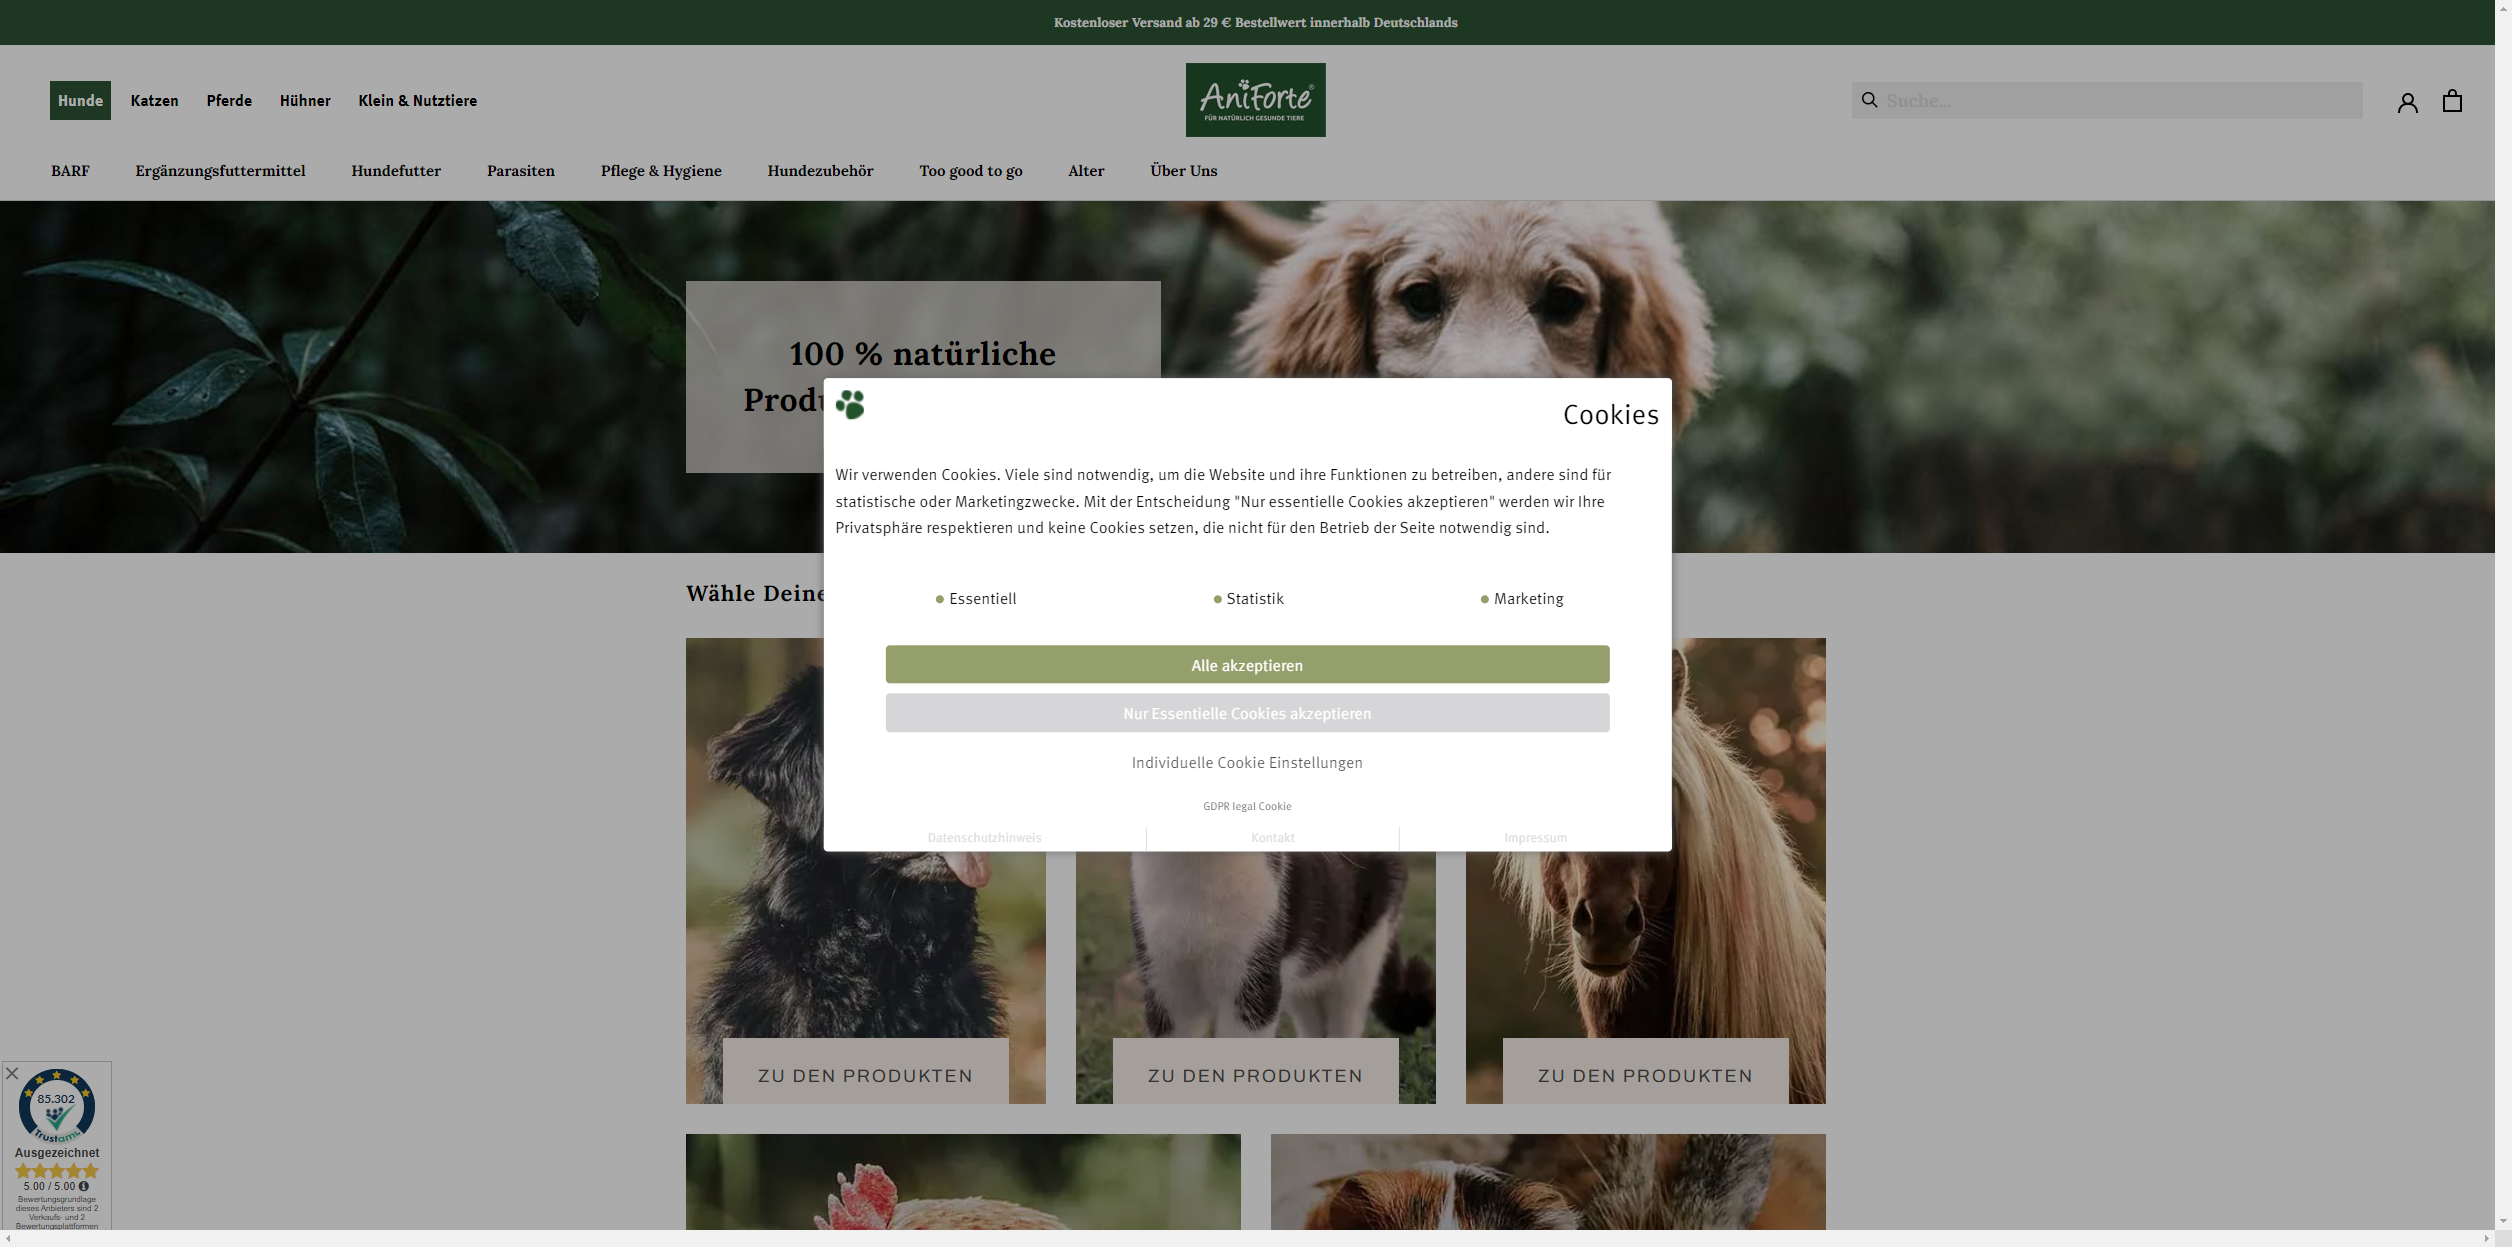 Kostenloser Versand ab 29 € Bestellwert innerhalb Deutschlands
Hunde
Katzen
Pferde
Hühner
Klein & Nutztiere
AniForte®
FÜR NATÜRLICH GESUNDE TIERE
Suche...
BARF
Ergänzungsfuttermittel
Hundefutter
Parasiten
Pflege & Hygiene
Hundezubehör
Too good to go
Alter
Über Uns
100 % natürliche
Cookies
Wir verwenden Cookies. Viele sind notwendig, um die Website und ihre Funktionen zu betreiben, andere sind für
statistische oder Marketingzwecke. Mit der Entscheidung "Nur essentielle Cookies akzeptieren" werden wir Ihre
Privatsphäre respektieren und keine Cookies setzen, die nicht für den Betrieb der Seite notwendig sind.
Wähle Deine
Essentiell
Statistik
Marketing
Alle akzeptieren
Nur Essentielle Cookies akzeptieren
Individuelle Cookie Einstellungen
GDPR legal Cookie
Datenschutzhinweis
Kontakt
Impressum
ZU DEN PRODUKTEN
ZU DEN PRODUKTEN
ZU DEN PRODUKTEN
85.302
Trustami
Ausgezeichnet
5.00 / 5.00
Bewertungsgrundlage
dieses Anbieters sind 2
Verkaufs- und 2
Bewertungsplattformen